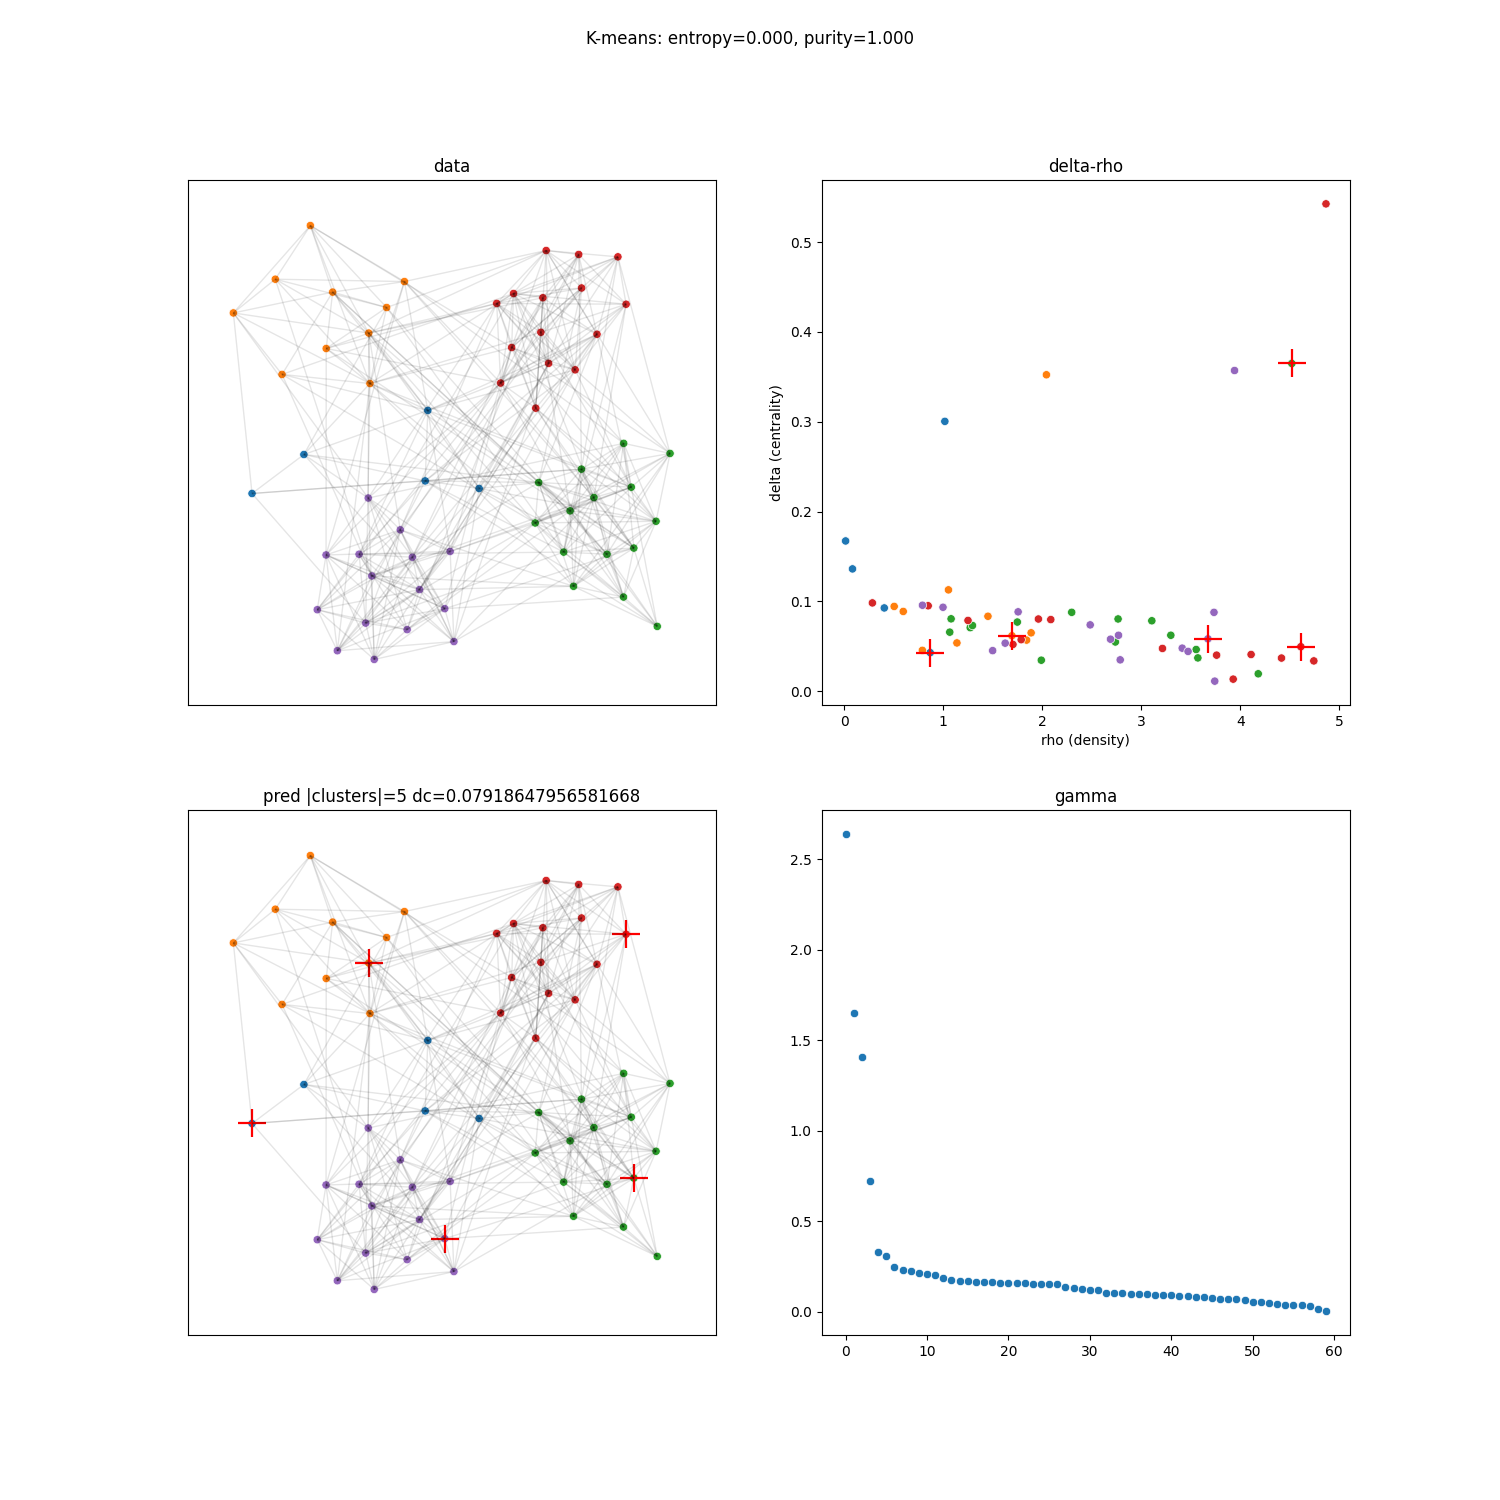 K-means: entropy=0.000, purity=1.000
data
delta-rho
0.5
0.4
0.3
0.2
0.1
0.0
delta (centrality)
0 1 2 3 4 5
rho (density)
pred |clusters|=5 dc=0.07918647956581668
gamma
2.5
2.0
1.5
1.0
0.5
0.0
0 10 20 30 40 50 60